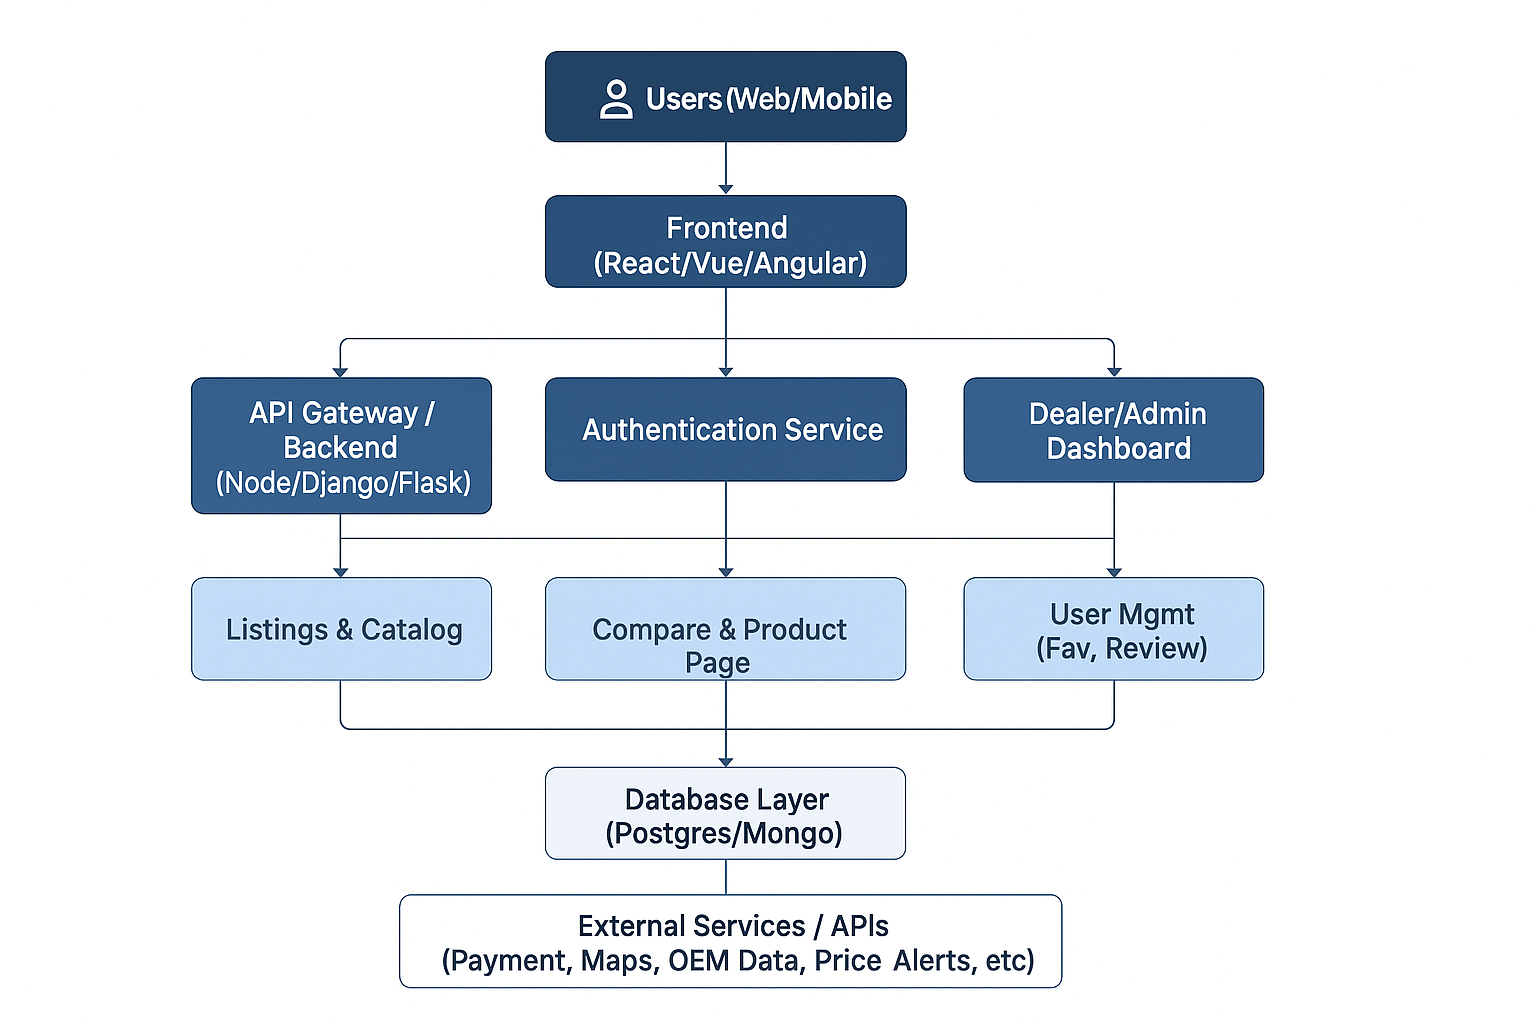 Users (Web/Mobile
Frontend
(React/Vue/Angular)
API Gateway /
Backend
(Node/Django/Flask)
Authentication Service
Dealer/Admin
Dashboard
Listings & Catalog
Compare & Product
Page
User Mgmt
(Fav, Review)
Database Layer
(Postgres/Mongo)
External Services / APIs
(Payment, Maps, OEM Data, Price Alerts, etc)